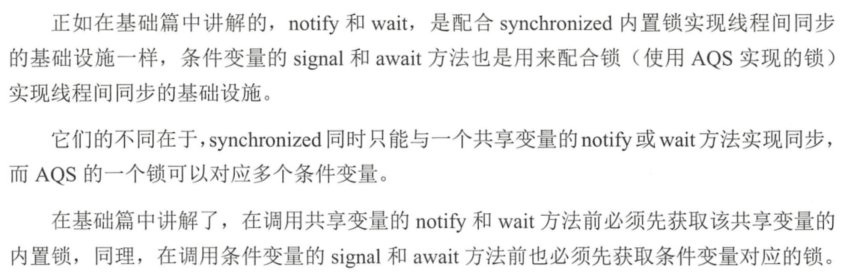 正如在基础篇中讲解的，notify 和 wait，是配合 synchronized 内置锁实现线程间同步
的基础设施一样，条件变量的 signal 和 await 方法也是用来配合锁（使用 AQS 实现的锁）
实现线程间同步的基础设施。
它们的不同在于，synchronized 同时只能与一个共享变量的 notify 或 wait 方法实现同步，
而 AQS 的一个锁可以对应多个条件变量。
在基础篇中讲解了，在调用共享变量的 notify 和 wait 方法前必须先获取该共享变量的
内置锁，同理，在调用条件变量的 signal 和 await 方法前也必须先获取条件变量对应的锁。